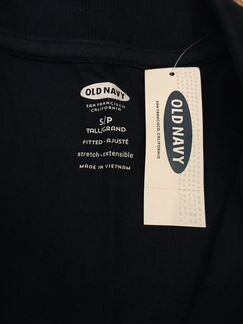 OLD NAVY
SAN FRANCISCO
CALIFORNIA
S/P
TALL/GRAND
FITTED - AJUSTÉ
stretch - extensible
MADE IN VIETNAM
OLD NAVY
SAN FRANCISCO, CALIFORNIA